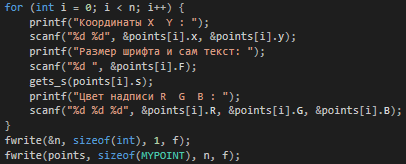 for (int i = 0; i < n; i++) {
printf("Координаты X  Y : ");
scanf("%d %d", &points[i].x, &points[i].y);
printf("Размер шрифта и сам текст: ");
scanf("%d ", &points[i].F);
gets_s(points[i].s);
printf("Цвет надписи R  G  B : ");
scanf("%d %d %d", &points[i].R, &points[i].G, &points[i].B);
}
fwrite(&n, sizeof(int), 1, f);
fwrite(points, sizeof(MYPOINT), n, f);